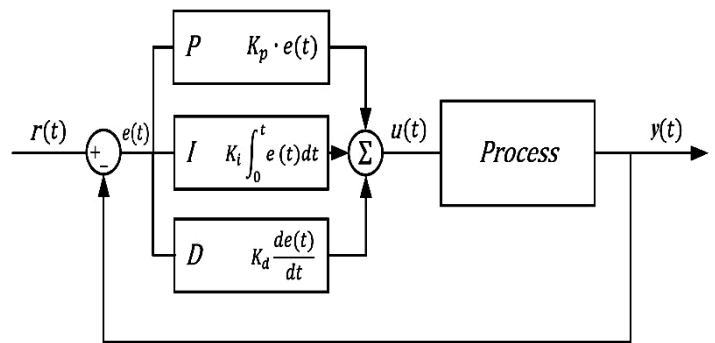 P K_p · e(t)
r(t)
+
−
e(t)
I K_i ∫_0^t e(t)dt
Σ
u(t)
Process
y(t)
D K_d de(t)/dt